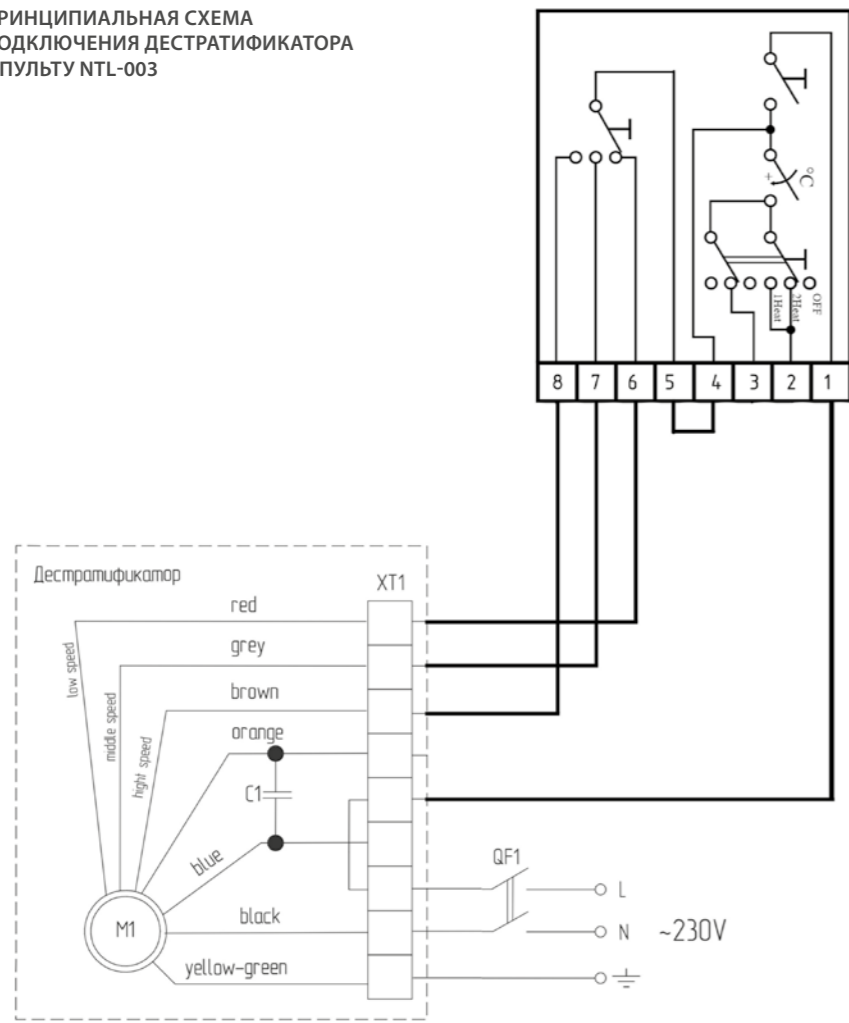 РИНЦИПИАЛЬНАЯ СХЕМА
ОДКЛЮЧЕНИЯ ДЕСТРАТИФИКАТОРА
ПУЛЬТУ NTL-003
+
°C
OFF
2Heat
1Heat
8 7 6 5 4 3 2 1
Дестратификатор
XT1
red
low speed
grey
middle speed
brown
hight speed
orange
C1
blue
QF1
L
black
M1
N ~230V
yellow-green